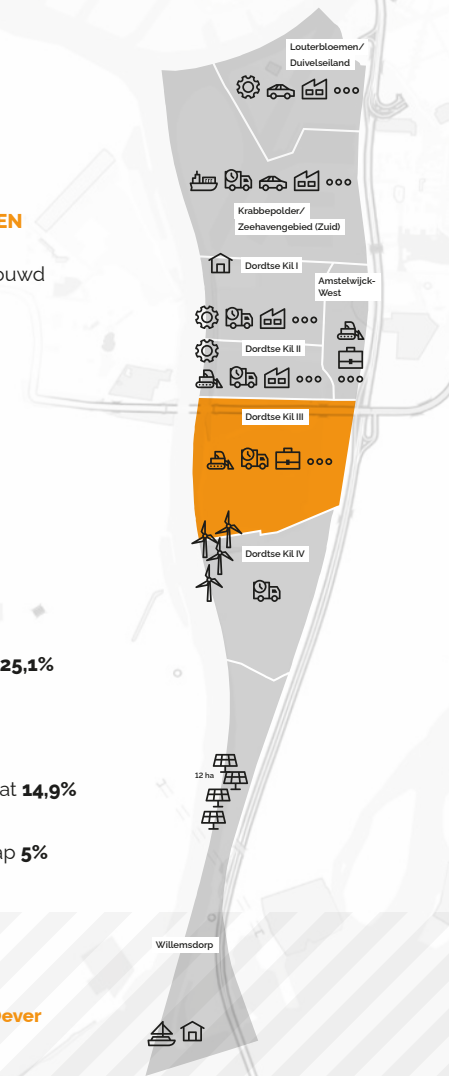 Louterbloemen/
Duivelseiland
EN
Krabbepolder/
Zeehavengebied (Zuid)
ouwd
Dordtse Kil I
Amstelwijck-
West
Dordtse Kil II
Dordtse Kil III
Dordtse Kil IV
25,1%
12 ha
at 14,9%
ap 5%
Willemsdorp